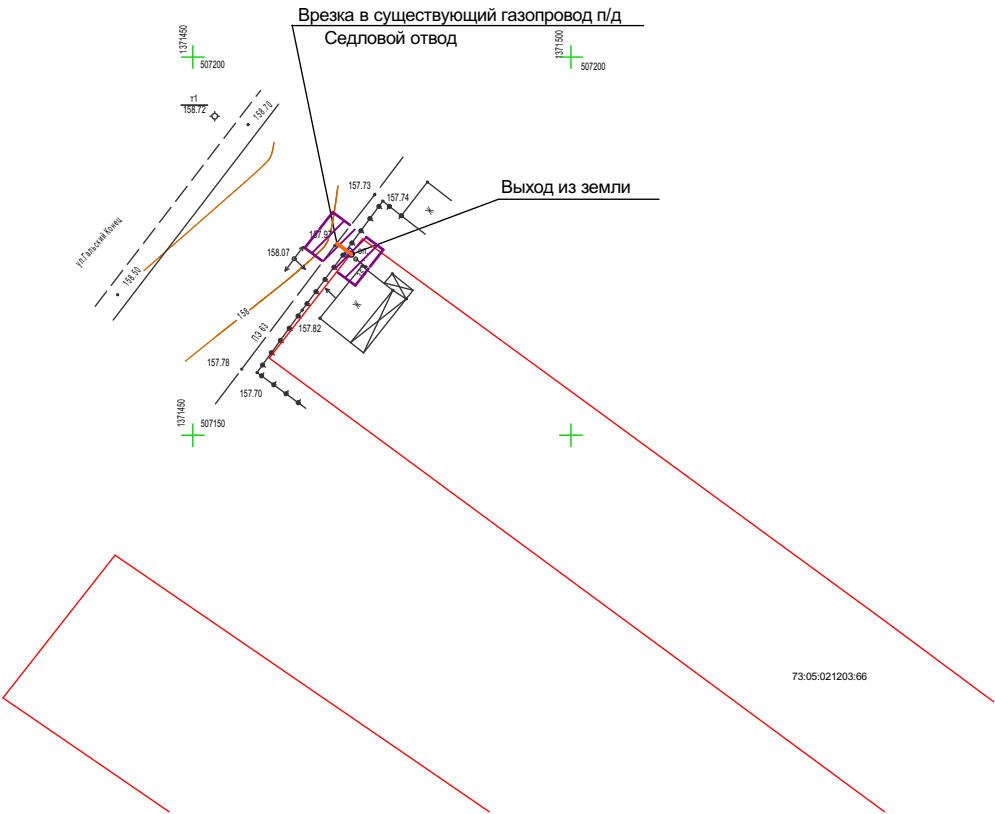 Врезка в существующий газопровод п/д
Седловой отвод
1371450
507200
1371500
507200
т1
158.72
158.70
157.73
157.74
Ж
Выход из земли
ул.Гальский Конец
158.07
158.50
158
Ж
ПЭ 63
157.82
157.78
157.70
1371450
507150
73:05:021203:66